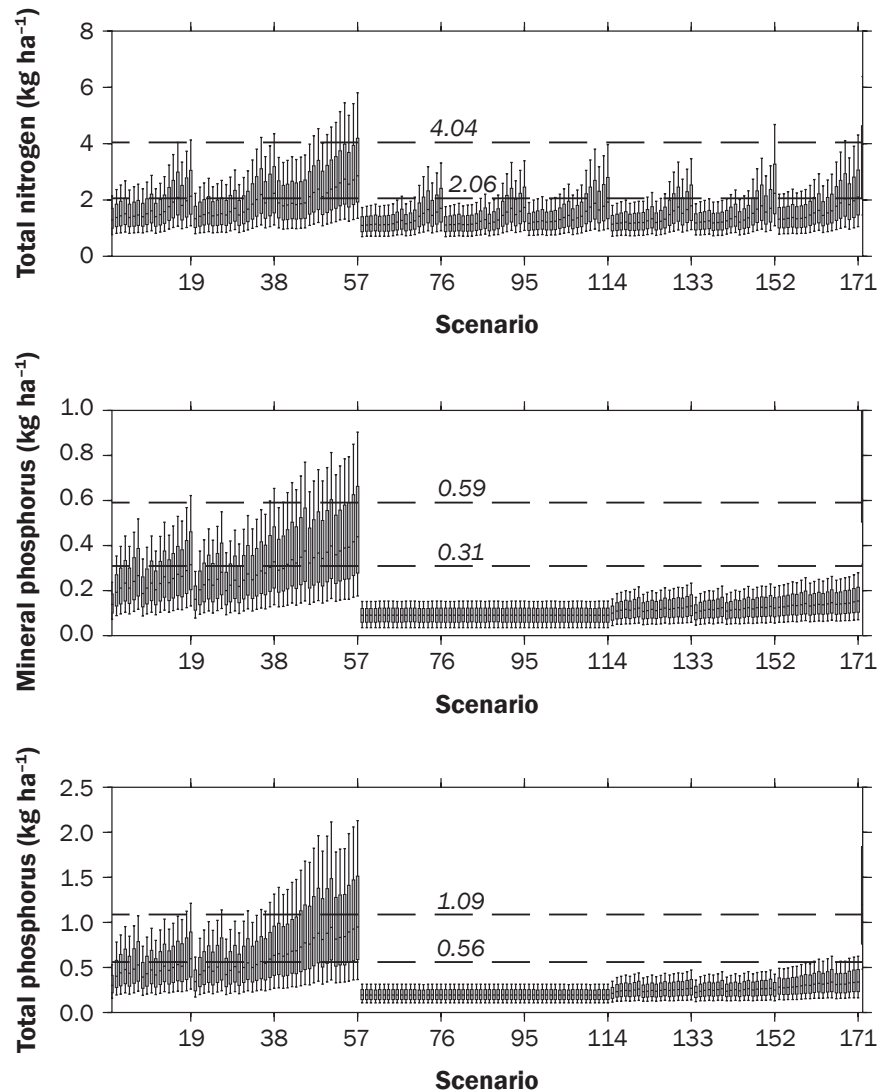 Total nitrogen (kg ha⁻¹)
8
6
4
2
0
4.04
2.06
19 38 57 76 95 114 133 152 171
Scenario
Mineral phosphorus (kg ha⁻¹)
1.0
0.8
0.6
0.4
0.2
0.0
0.59
0.31
19 38 57 76 95 114 133 152 171
Scenario
Total phosphorus (kg ha⁻¹)
2.5
2.0
1.5
1.0
0.5
0.0
1.09
0.56
19 38 57 76 95 114 133 152 171
Scenario